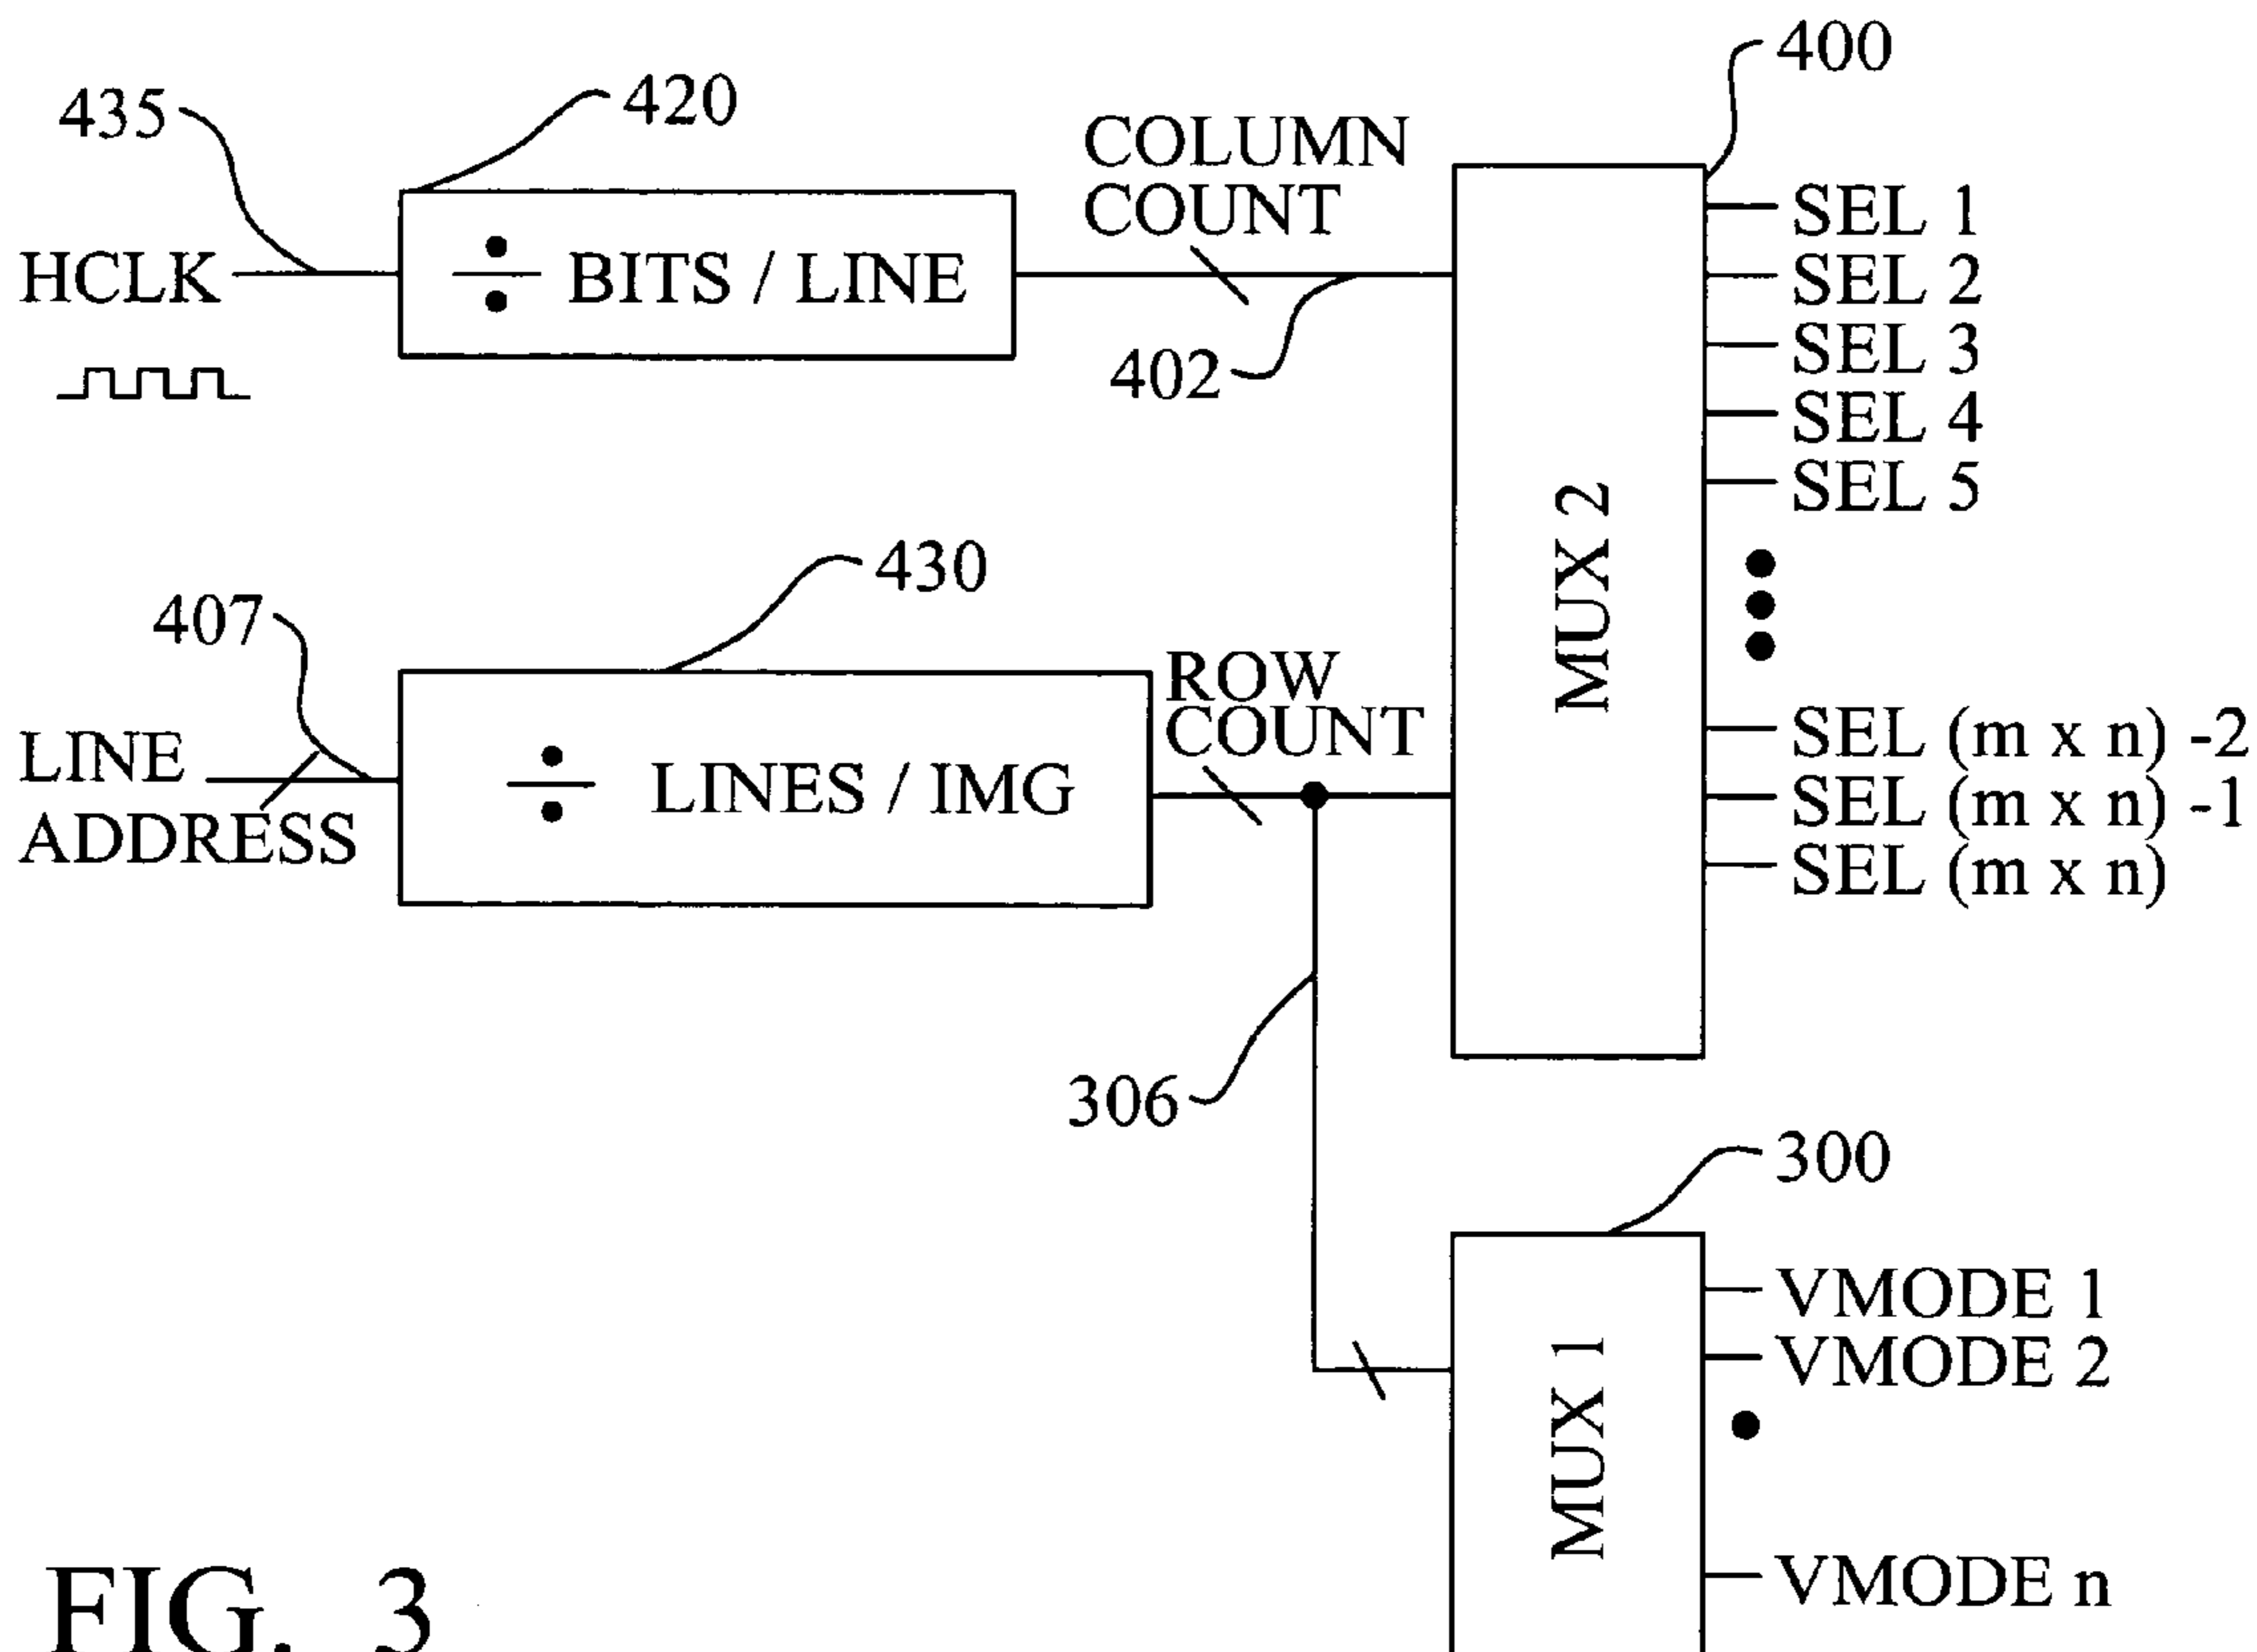 400
435
420
COLUMN
COUNT
HCLK
÷ BITS / LINE
402
SEL 1
SEL 2
SEL 3
SEL 4
SEL 5
MUX 2
430
407
ROW
COUNT
LINE
ADDRESS
÷ LINES / IMG
SEL (m x n) -2
SEL (m x n) -1
SEL (m x n)
306
300
MUX 1
VMODE 1
VMODE 2
VMODE n
FIG. 3